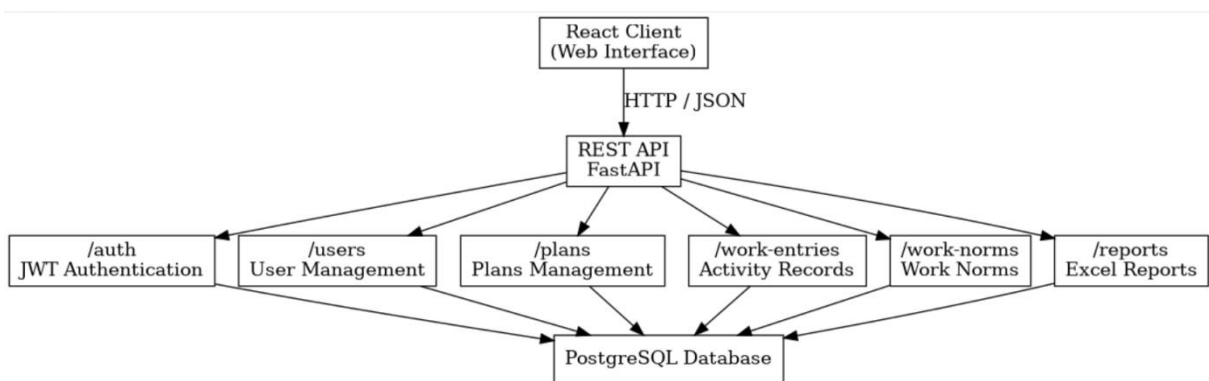 React Client
(Web Interface)
HTTP / JSON
REST API
FastAPI
/auth
JWT Authentication
/users
User Management
/plans
Plans Management
/work-entries
Activity Records
/work-norms
Work Norms
/reports
Excel Reports
PostgreSQL Database